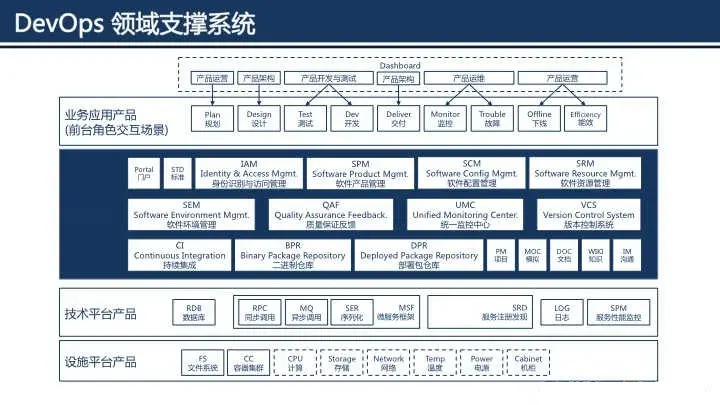 DevOps 领域支撑系统
Dashboard
产品运营 产品架构 产品开发与测试 产品架构 产品运维 产品运营
业务应用产品
(前台角色交互场景)
Plan
规划
Design
设计
Test
测试
Dev
开发
Deliver
交付
Monitor
监控
Trouble
故障
Offline
下线
Efficiency
能效
Portal
门户
STD
标准
IAM
Identity & Access Mgmt.
身份识别与访问管理
SPM
Software Product Mgmt.
软件产品管理
SCM
Software Config Mgmt.
软件配置管理
SRM
Software Resource Mgmt.
软件资源管理
SEM
Software Environment Mgmt.
软件环境管理
QAF
Quality Assurance Feedback.
质量保证反馈
UMC
Unified Monitoring Center.
统一监控中心
VCS
Version Control System
版本控制系统
CI
Continuous Integration
持续集成
BPR
Binary Package Repository
二进制仓库
DPR
Deployed Package Repository
部署包仓库
PM
项目
MOC
模拟
DOC
文档
WIKI
知识
IM
沟通
技术平台产品
RDB
数据库
RPC
同步调用
MQ
异步调用
SER
序列化
MSF
微服务框架
SRD
服务注册发现
LOG
日志
SPM
服务性能监控
设施平台产品
FS
文件系统
CC
容器集群
CPU
计算
Storage
存储
Network
网络
Temp
温度
Power
电源
Cabinet
机柜